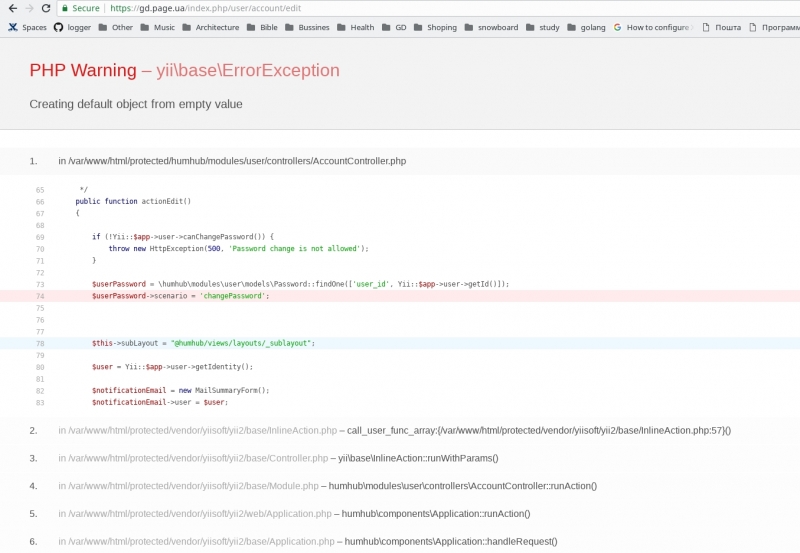 Secure | https://gd.page.ua/index.php/user/account/edit
Spaces logger Other Music Architecture Bible Bussines Health GD Shoping snowboard study golang How to configure Пошта Програм
PHP Warning – yii\base\ErrorException
Creating default object from empty value
1. in /var/www/html/protected/humhub/modules/user/controllers/AccountController.php
65 */
66 public function actionEdit()
67 {
68
69 if (!Yii::$app->user->canChangePassword()) {
70 throw new HttpException(500, 'Password change is not allowed');
71 }
72
73 $userPassword = \humhub\modules\user\models\Password::findOne(['user_id', Yii::$app->user->getId()]);
74 $userPassword->scenario = 'changePassword';
75
76
77
78 $this->subLayout = "@humhub/views/layouts/_sublayout";
79
80 $user = Yii::$app->user->getIdentity();
81
82 $notificationEmail = new MailSummaryForm();
83 $notificationEmail->user = $user;
2. in /var/www/html/protected/vendor/yiisoft/yii2/base/InlineAction.php – call_user_func_array:{/var/www/html/protected/vendor/yiisoft/yii2/base/InlineAction.php:57}()
3. in /var/www/html/protected/vendor/yiisoft/yii2/base/Controller.php – yii\base\InlineAction::runWithParams()
4. in /var/www/html/protected/vendor/yiisoft/yii2/base/Module.php – humhub\modules\user\controllers\AccountController::runAction()
5. in /var/www/html/protected/vendor/yiisoft/yii2/web/Application.php – humhub\components\Application::runAction()
6. in /var/www/html/protected/vendor/yiisoft/yii2/base/Application.php – humhub\components\Application::handleRequest()